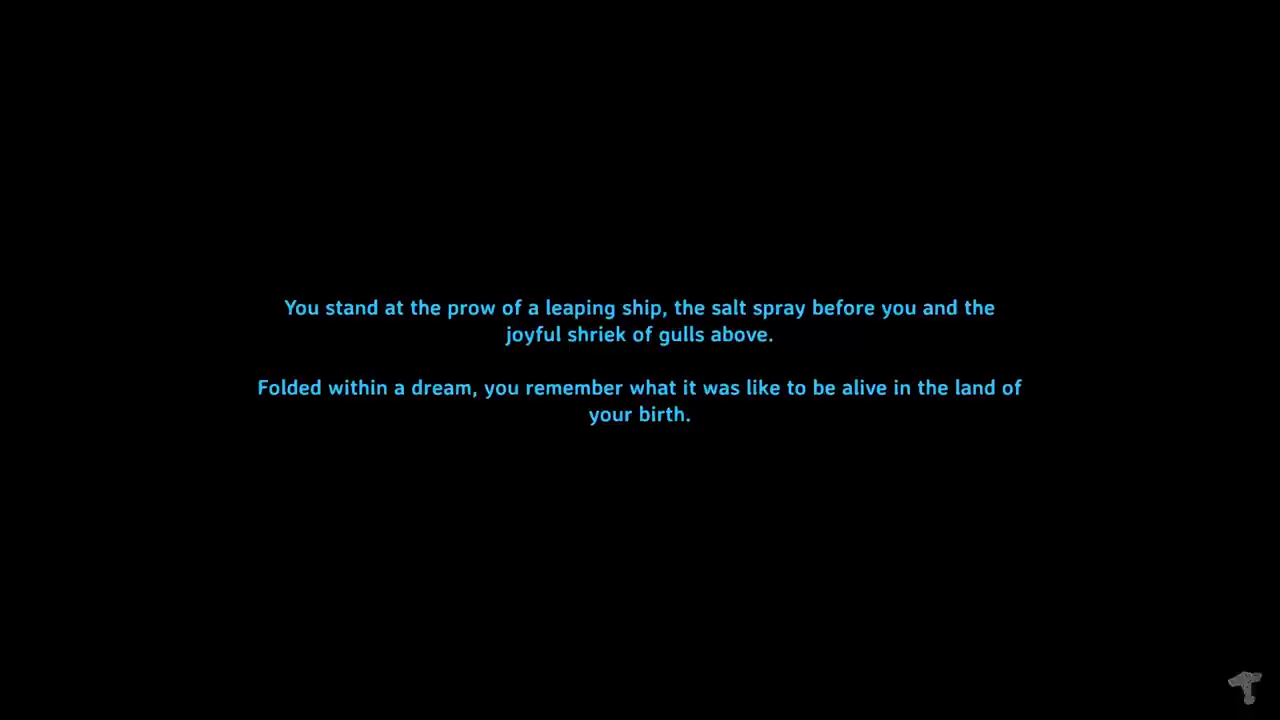 You stand at the prow of a leaping ship, the salt spray before you and the
joyful shriek of gulls above.
Folded within a dream, you remember what it was like to be alive in the land of
your birth.